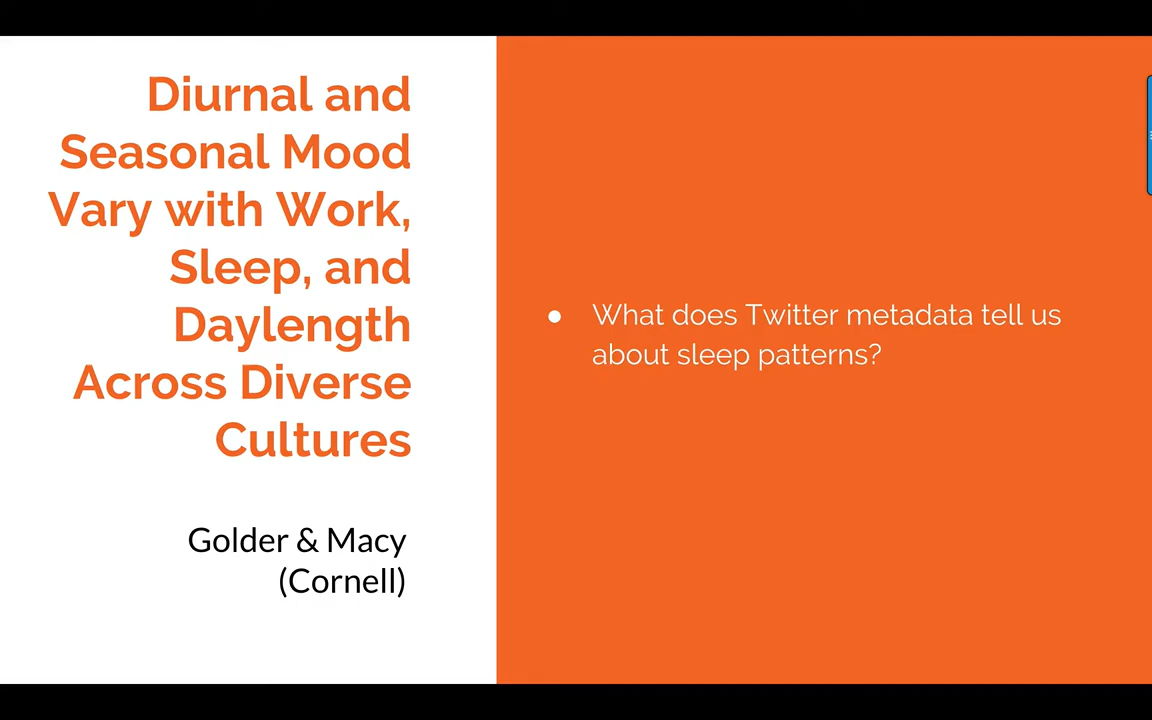 Diurnal and
Seasonal Mood
Vary with Work,
Sleep, and
Daylength
Across Diverse
Cultures
Golder & Macy
(Cornell)
● What does Twitter metadata tell us
about sleep patterns?